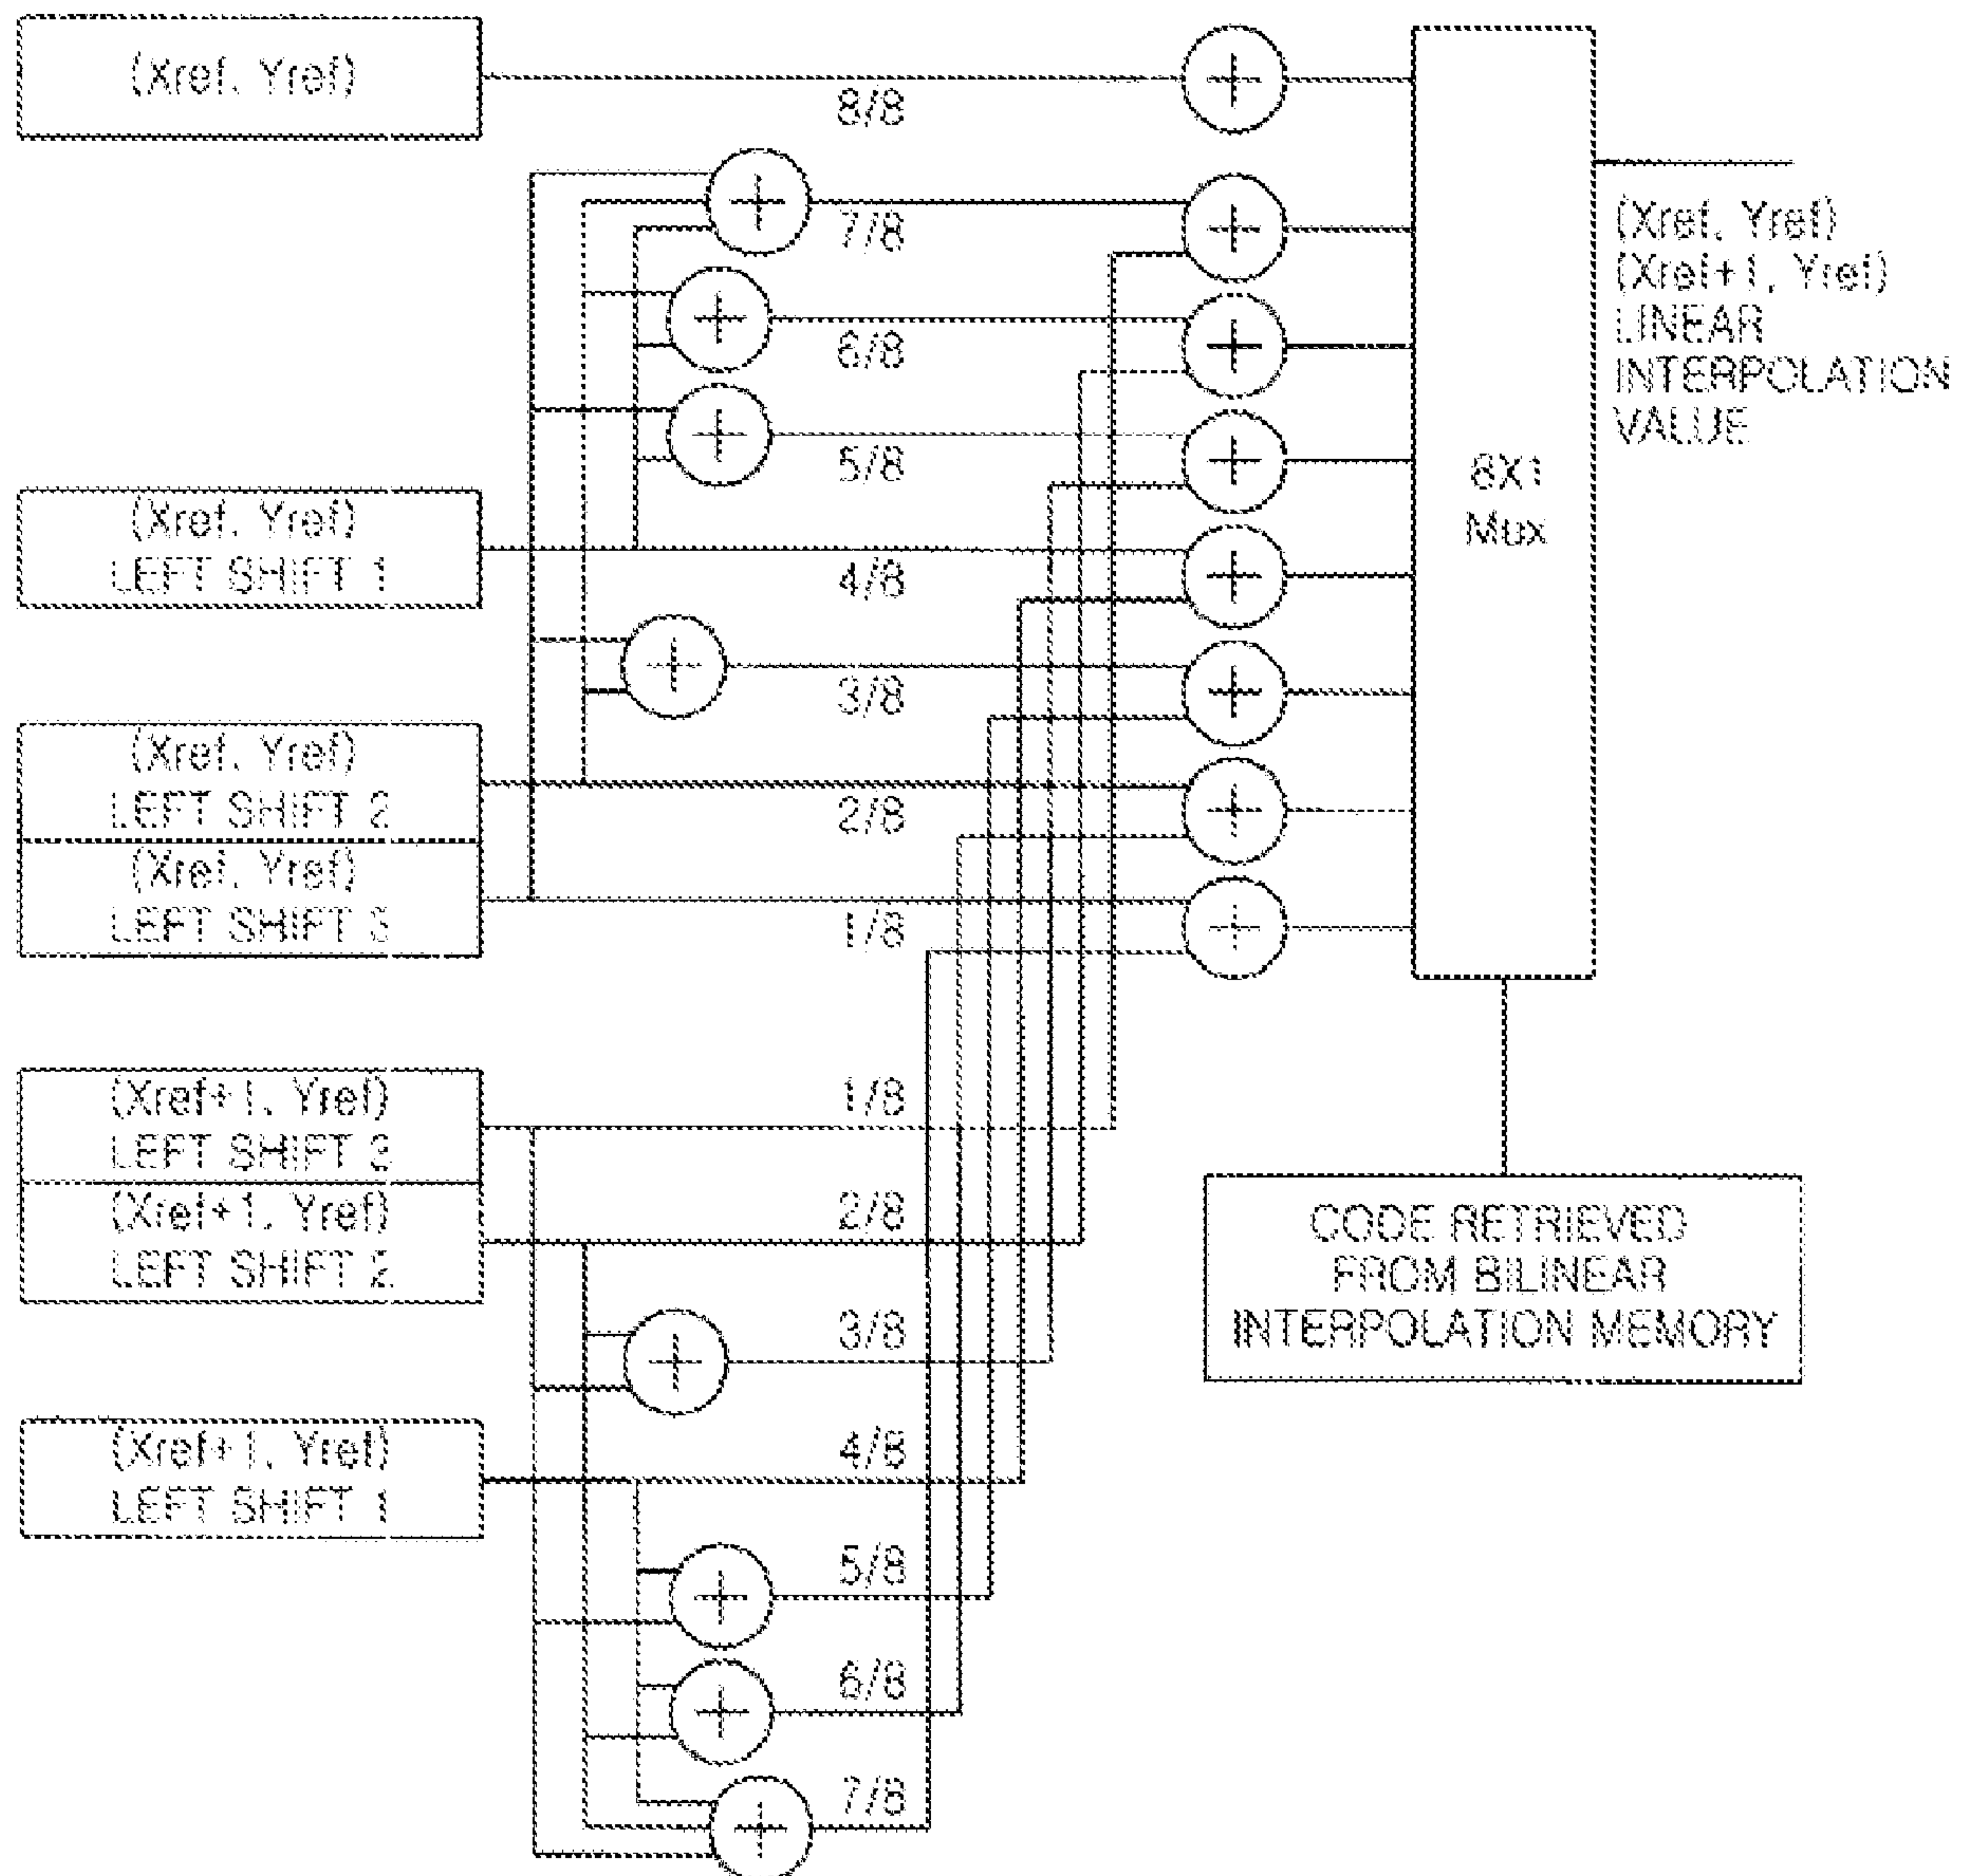 (Xref, Yref)
8/8
7/8
6/8
5/8
(Xref, Yref)
LEFT SHIFT 1
4/8
3/8
(Xref, Yref)
LEFT SHIFT 2
2/8
(Xref, Yref)
LEFT SHIFT 3
1/8
8X1
Mux
(Xref, Yref)
(Xref+1, Yref)
LINEAR
INTERPOLATION
VALUE
(Xref+1, Yref)
LEFT SHIFT 3
1/8
(Xref+1, Yref)
LEFT SHIFT 2
2/8
3/8
(Xref+1, Yref)
LEFT SHIFT 1
4/8
5/8
6/8
7/8
CODE RETRIEVED
FROM BILINEAR
INTERPOLATION MEMORY